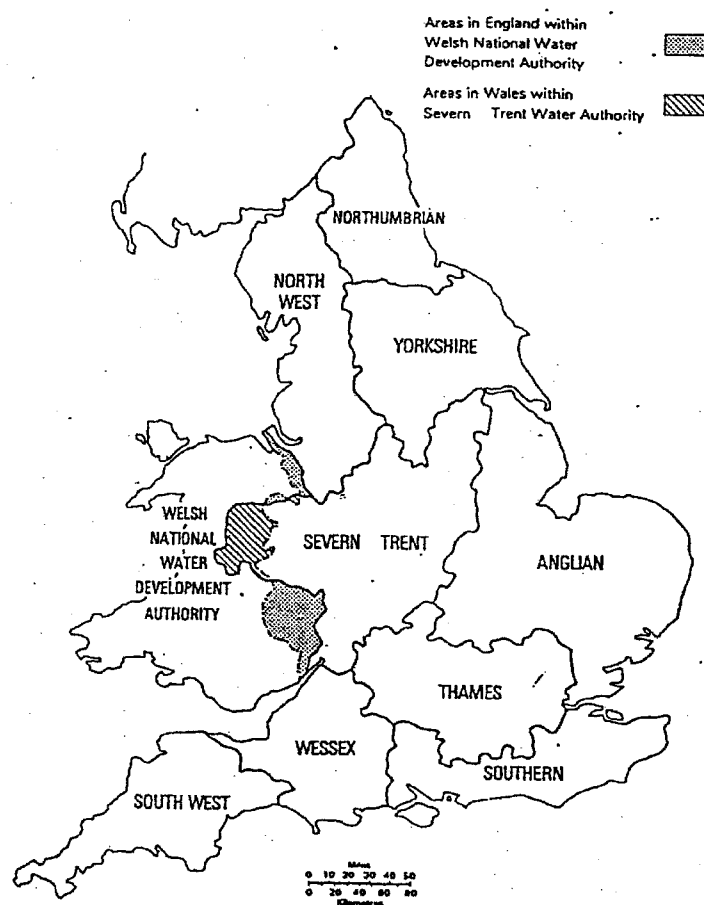 Areas in England within
Welsh National Water
Development Authority
Areas in Wales within
Severn Trent Water Authority
NORTHUMBRIAN
NORTH
WEST
YORKSHIRE
WELSH
NATIONAL
WATER
DEVELOPMENT
AUTHORITY
SEVERN TRENT
ANGLIAN
THAMES
WESSEX
SOUTHERN
SOUTH WEST
Miles
0 10 20 30 40 50
0 20 40 60 80
Kilometres